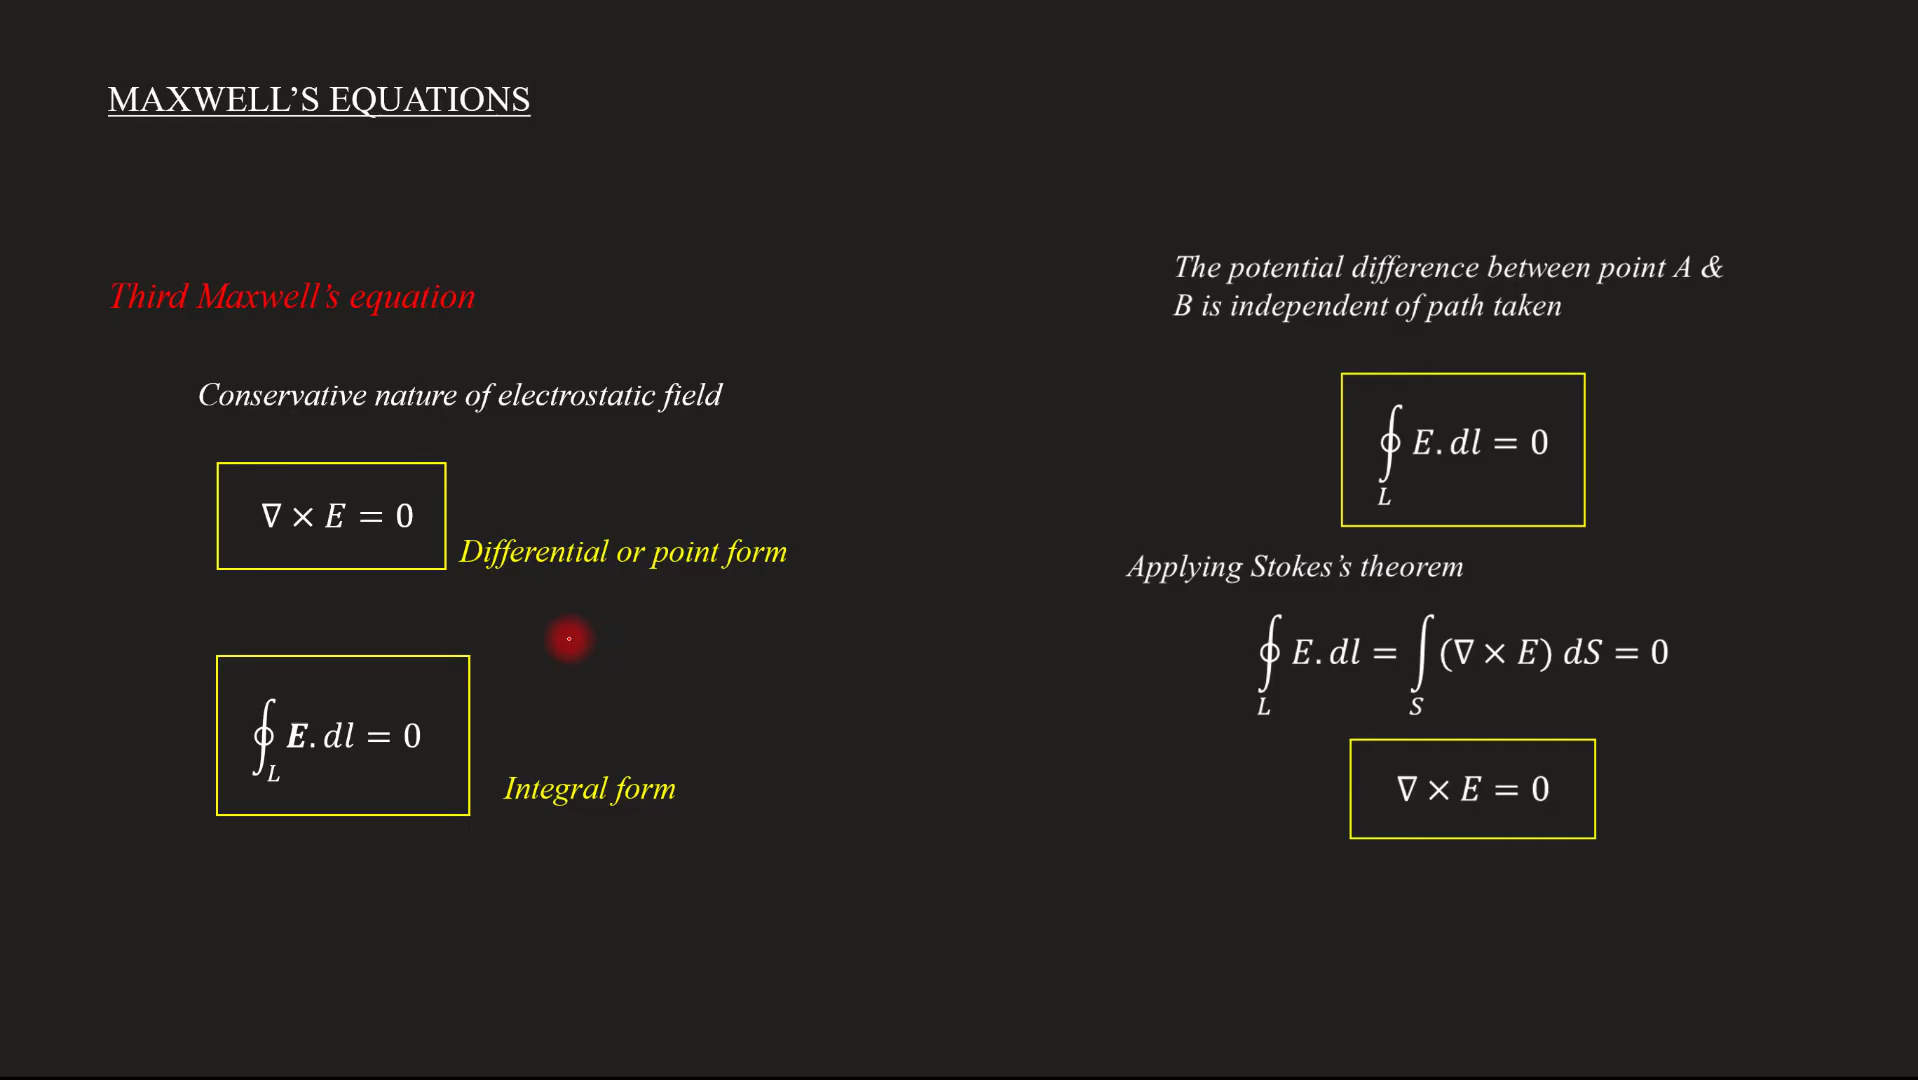 MAXWELL’S EQUATIONS
Third Maxwell’s equation
Conservative nature of electrostatic field
∇ × E = 0
Differential or point form
∮_L E. dl = 0
Integral form
The potential difference between point A &
B is independent of path taken
∮_L E. dl = 0
Applying Stokes’s theorem
∮_L E. dl = ∫_S (∇ × E) dS = 0
∇ × E = 0